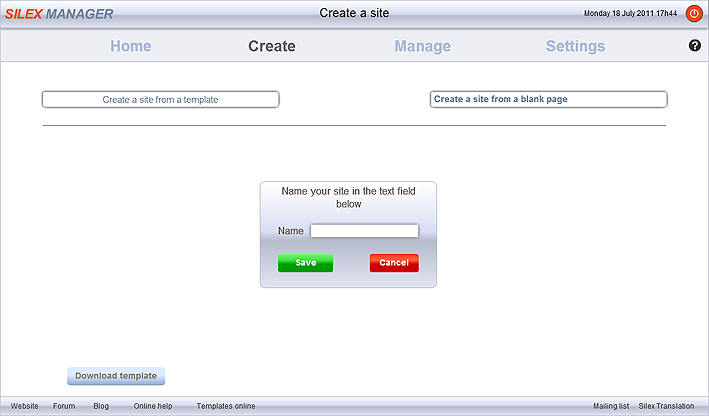 SILEX MANAGER
Create a site
Monday 18 July 2011 17h44
Home
Create
Manage
Settings
?
Create a site from a template
Create a site from a blank page
Name your site in the text field
below
Name
Save
Cancel
Download template
Website
Forum
Blog
Online help
Templates online
Mailing list
Silex Translation